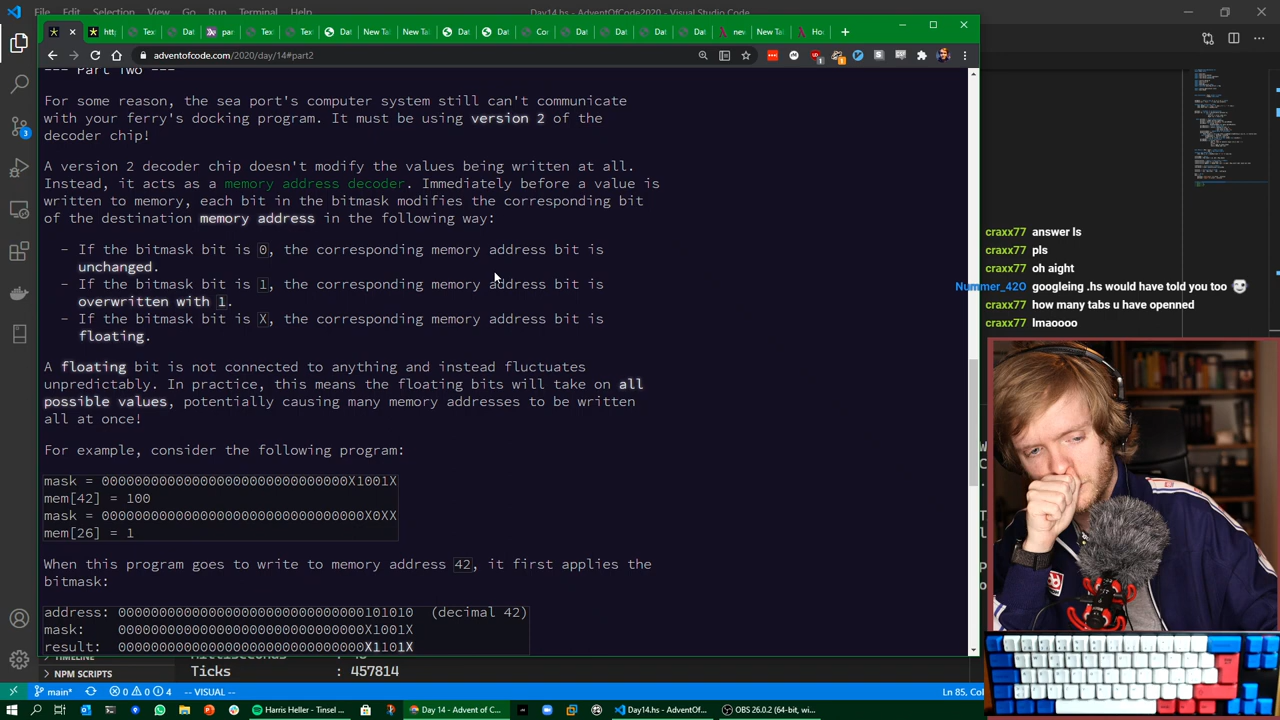 File Edit Selection View Go Run Terminal Help
Day14.hs - AdventOfCode2020 - Visual Studio Code
adventofcode.com/2020/day/14#part2
--- Part Two ---
For some reason, the sea port's computer system still can't communicate
with your ferry's docking program. It must be using version 2 of the
decoder chip!
A version 2 decoder chip doesn't modify the values being written at all.
Instead, it acts as a memory address decoder. Immediately before a value is
written to memory, each bit in the bitmask modifies the corresponding bit
of the destination memory address in the following way:
- If the bitmask bit is 0, the corresponding memory address bit is
unchanged.
- If the bitmask bit is 1, the corresponding memory address bit is
overwritten with 1.
- If the bitmask bit is X, the corresponding memory address bit is
floating.
A floating bit is not connected to anything and instead fluctuates
unpredictably. In practice, this means the floating bits will take on all
possible values, potentially causing many memory addresses to be written
all at once!
For example, consider the following program:
mask = 000000000000000000000000000000X1001X
mem[42] = 100
mask = 00000000000000000000000000000000X0XX
mem[26] = 1
When this program goes to write to memory address 42, it first applies the
bitmask:
address: 000000000000000000000000000000101010 (decimal 42)
mask: 000000000000000000000000000000X1001X
result: 000000000000000000000000000000X1101X
craxx77 answer ls
craxx77 pls
craxx77 oh aight
Nummer_42O googleing .hs would have told you too
craxx77 how many tabs u have openned
craxx77 lmaoooo
TIMELINE
NPM SCRIPTS
Ticks : 457814
main* 0 0 4 -- VISUAL --
Ln 85, Col
Harris Heller - Tinsel ...
Day 14 - Advent of C...
Day14.hs - AdventOf...
OBS 26.0.2 (64-bit, w...